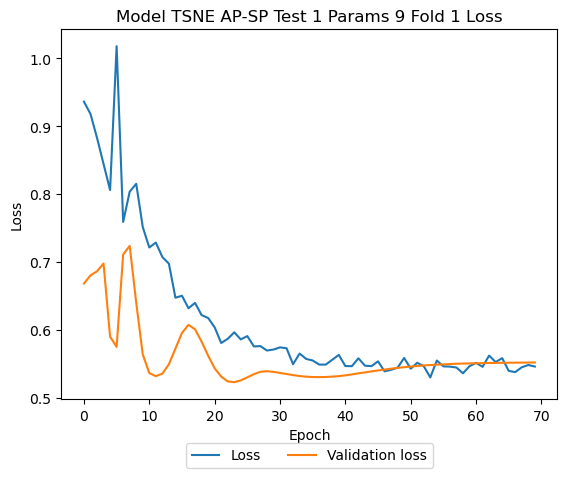 Model TSNE AP-SP Test 1 Params 9 Fold 1 Loss
1.0
0.9
0.8
0.7
0.6
0.5
Loss
0 10 20 30 40 50 60 70
Epoch
Loss Validation loss